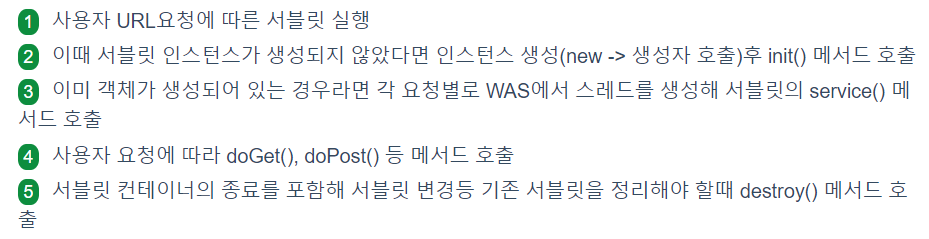 1 사용자 URL요청에 따른 서블릿 실행
2 이때 서블릿 인스턴스가 생성되지 않았다면 인스턴스 생성(new -> 생성자 호출)후 init() 메서드 호출
3 이미 객체가 생성되어 있는 경우라면 각 요청별로 WAS에서 스레드를 생성해 서블릿의 service() 메
서드 호출
4 사용자 요청에 따라 doGet(), doPost() 등 메서드 호출
5 서블릿 컨테이너의 종료를 포함해 서블릿 변경등 기존 서블릿을 정리해야 할때 destroy() 메서드 호
출